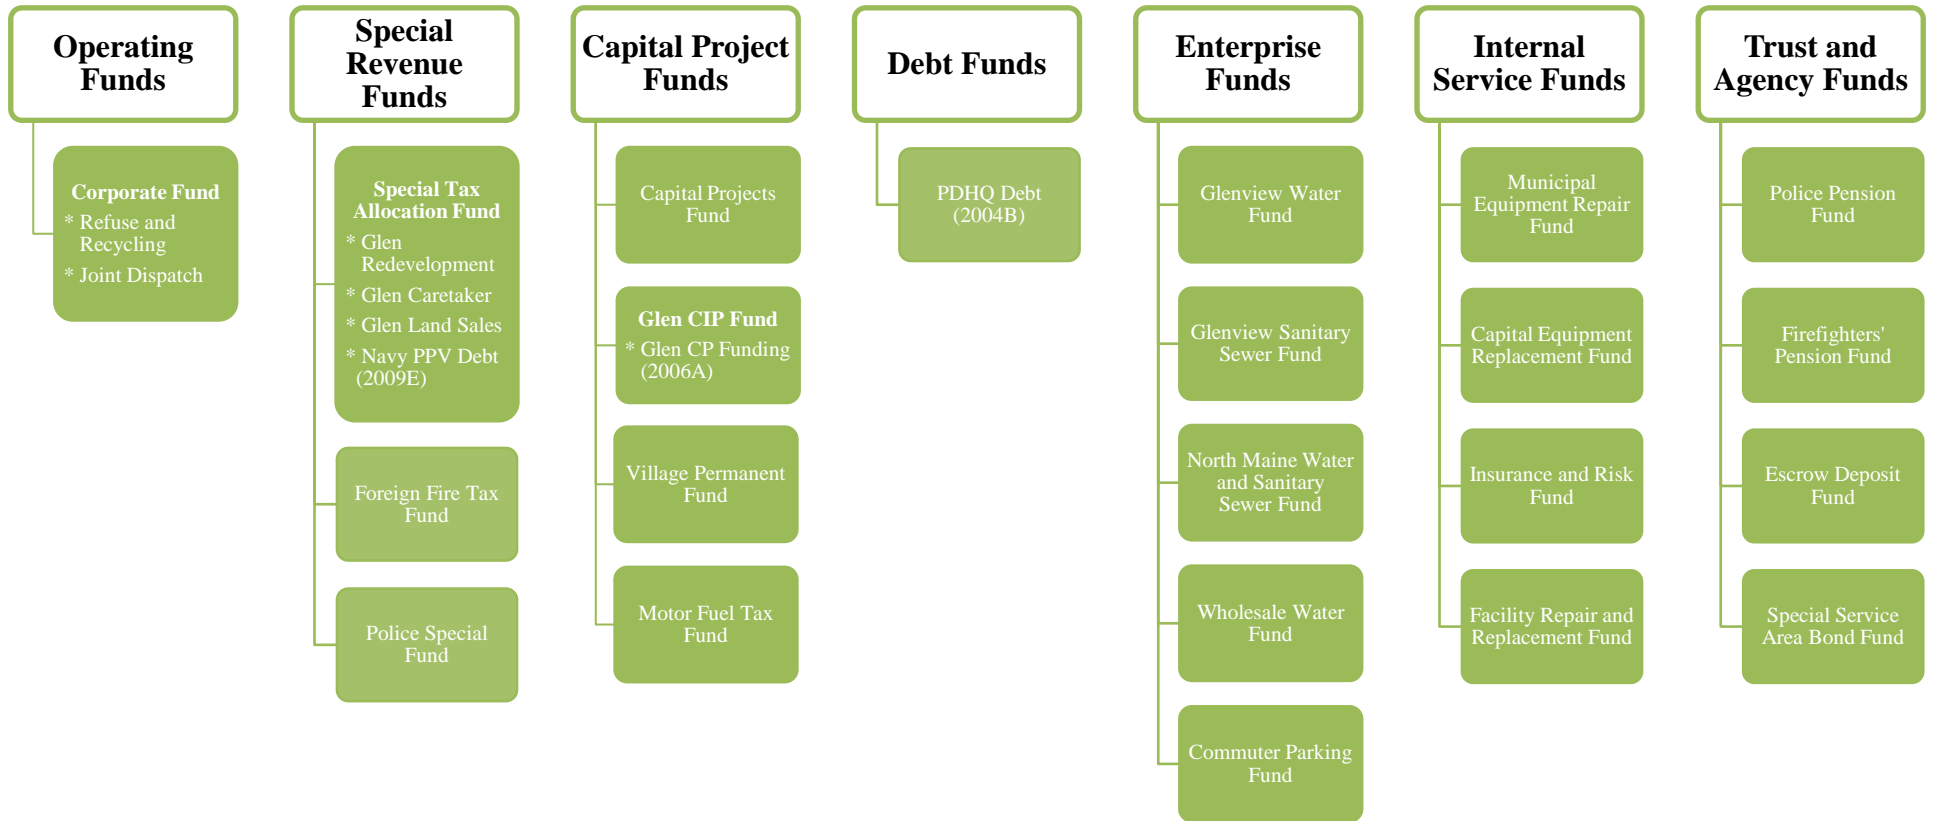 Operating
Funds
Corporate Fund
* Refuse and
Recycling
* Joint Dispatch
Special
Revenue
Funds
Special Tax
Allocation Fund
* Glen
Redevelopment
* Glen Caretaker
* Glen Land Sales
* Navy PPV Debt
(2009E)
Foreign Fire Tax
Fund
Police Special
Fund
Capital Project
Funds
Capital Projects
Fund
Glen CIP Fund
* Glen CP Funding
(2006A)
Village Permanent
Fund
Motor Fuel Tax
Fund
Debt Funds
PDHQ Debt
(2004B)
Enterprise
Funds
Glenview Water
Fund
Glenview Sanitary
Sewer Fund
North Maine Water
and Sanitary
Sewer Fund
Wholesale Water
Fund
Commuter Parking
Fund
Internal
Service Funds
Municipal
Equipment Repair
Fund
Capital Equipment
Replacement Fund
Insurance and Risk
Fund
Facility Repair and
Replacement Fund
Trust and
Agency Funds
Police Pension
Fund
Firefighters'
Pension Fund
Escrow Deposit
Fund
Special Service
Area Bond Fund